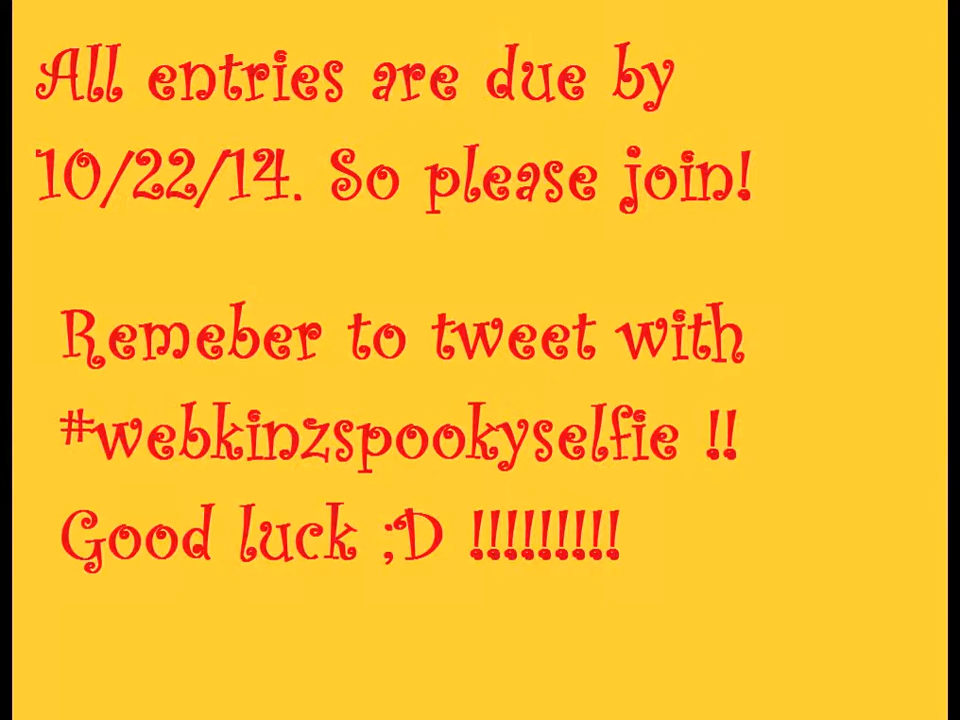 All entries are due by
10/22/14. So please join!
Remeber to tweet with
#webkinzspookyselfie !!
Good luck ;D !!!!!!!!!